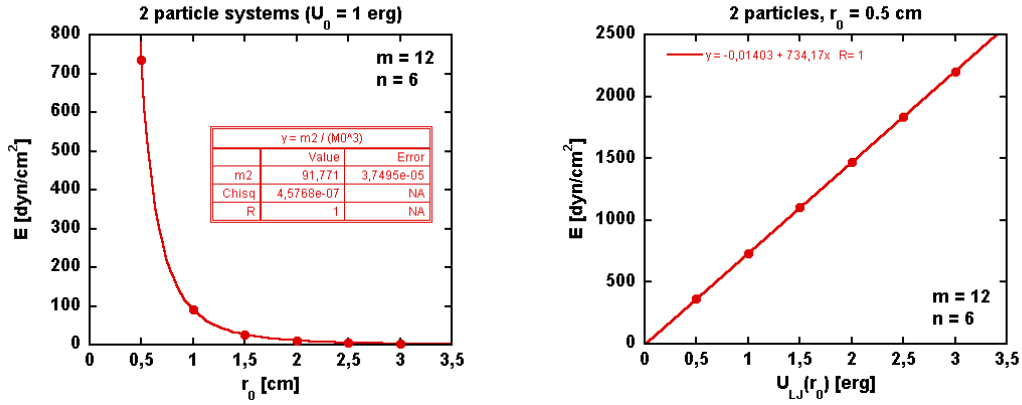 2 particle systems (U0 = 1 erg)
m = 12
n = 6
y = m2 / (M0^3)
Value Error
m2 91,771 3,7495e-05
Chisq 4,5768e-07 NA
R 1 NA
E [dyn/cm2]
800
700
600
500
400
300
200
100
0
0 0,5 1 1,5 2 2,5 3 3,5
r0 [cm]
2 particles, r0 = 0.5 cm
y = -0,01403 + 734,17x R= 1
E [dyn/cm2]
2500
2000
1500
1000
500
0
m = 12
n = 6
0 0,5 1 1,5 2 2,5 3 3,5
ULJ(r0) [erg]